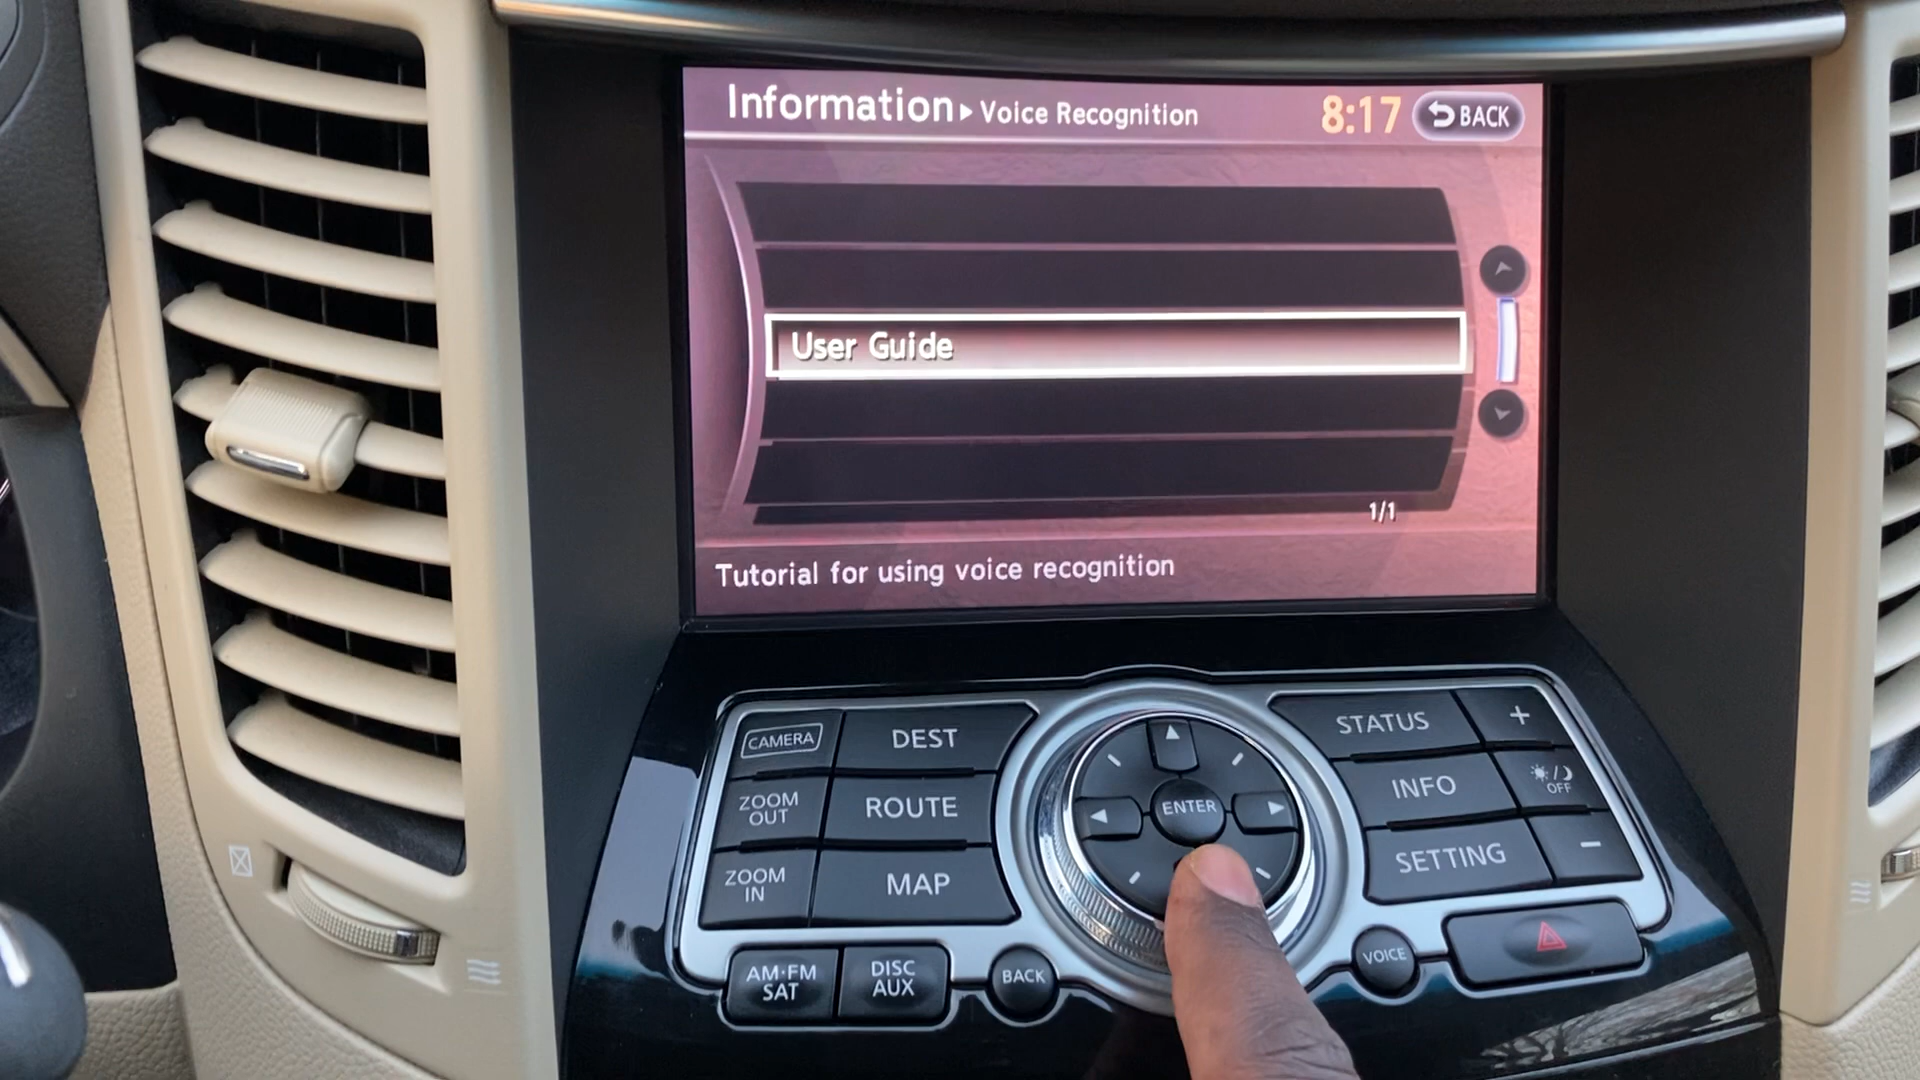 Information ▸ Voice Recognition 8:17 BACK
User Guide
1/1
Tutorial for using voice recognition
CAMERA
DEST
ZOOM
OUT
ROUTE
ZOOM
IN
MAP
AM·FM
SAT
DISC
AUX
BACK
ENTER
STATUS
+
INFO
OFF
SETTING
-
VOICE